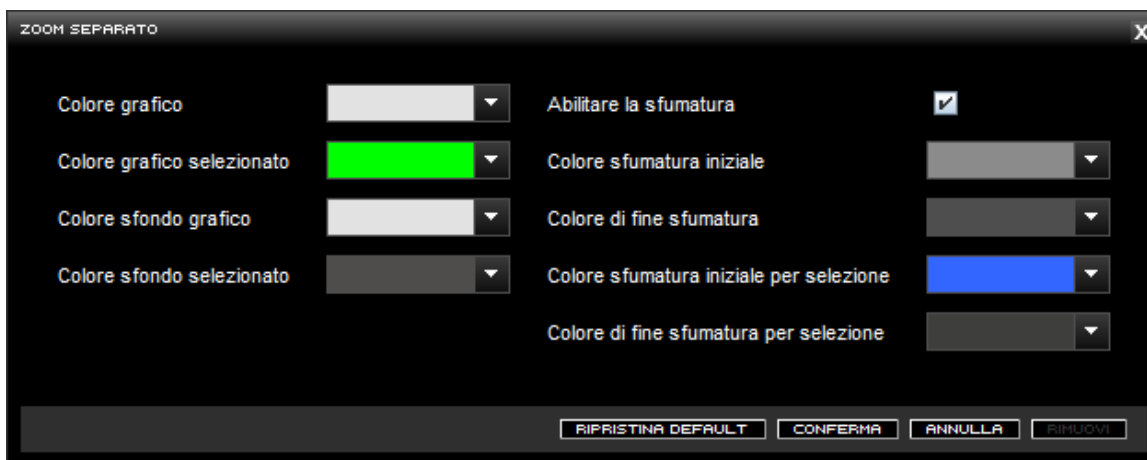 ZOOM SEPARATO X
Colore grafico
Abilitare la sfumatura
Colore grafico selezionato
Colore sfumatura iniziale
Colore sfondo grafico
Colore di fine sfumatura
Colore sfondo selezionato
Colore sfumatura iniziale per selezione
Colore di fine sfumatura per selezione
RIPRISTINA DEFAULT CONFERMA ANNULLA RIMUOVI